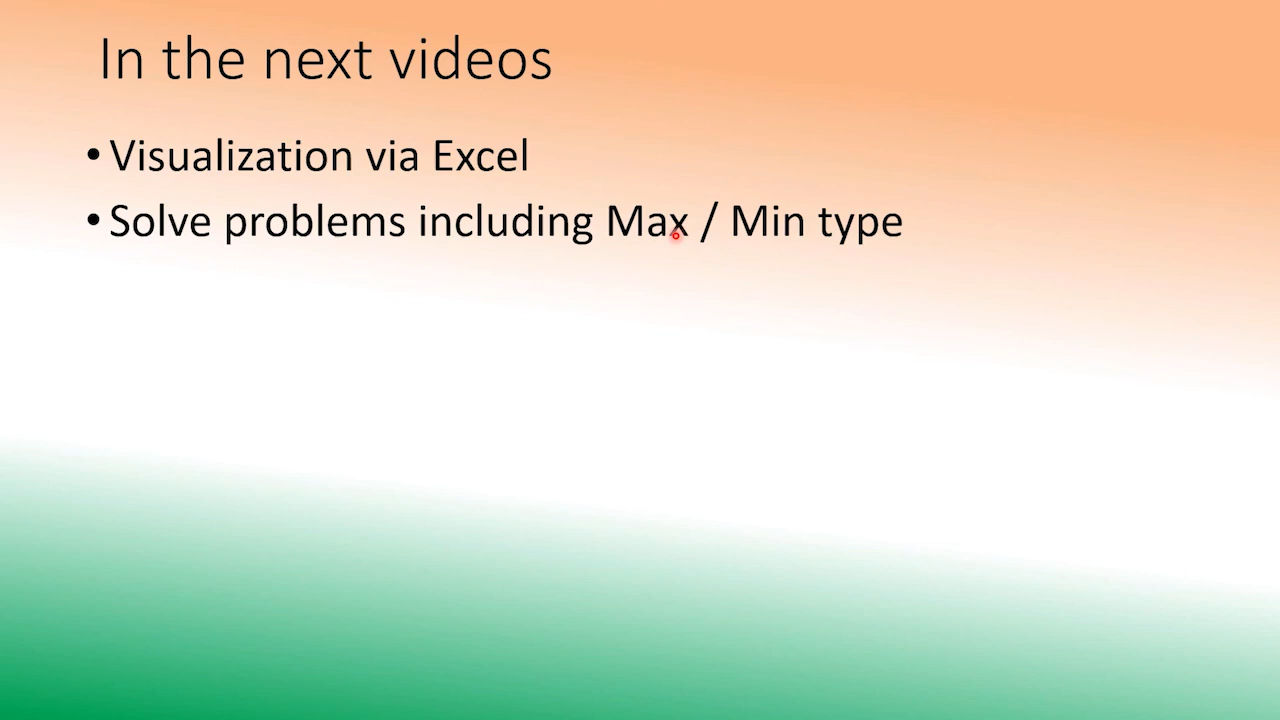 In the next videos
• Visualization via Excel
• Solve problems including Max / Min type